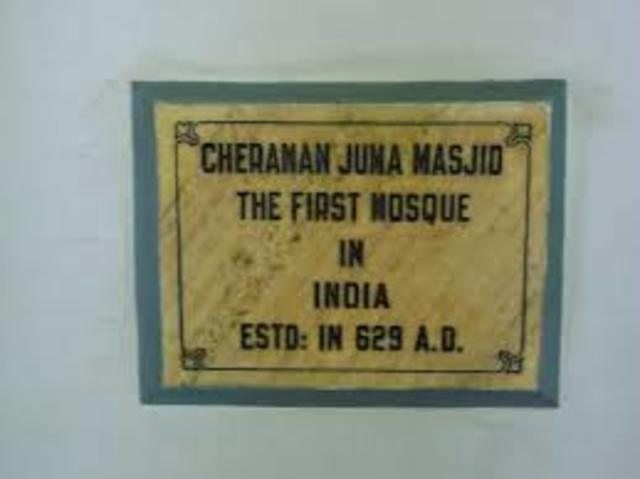 CHERAMAN JUMA MASJID
THE FIRST MOSQUE
IN
INDIA
ESTD: IN 629 A.D.